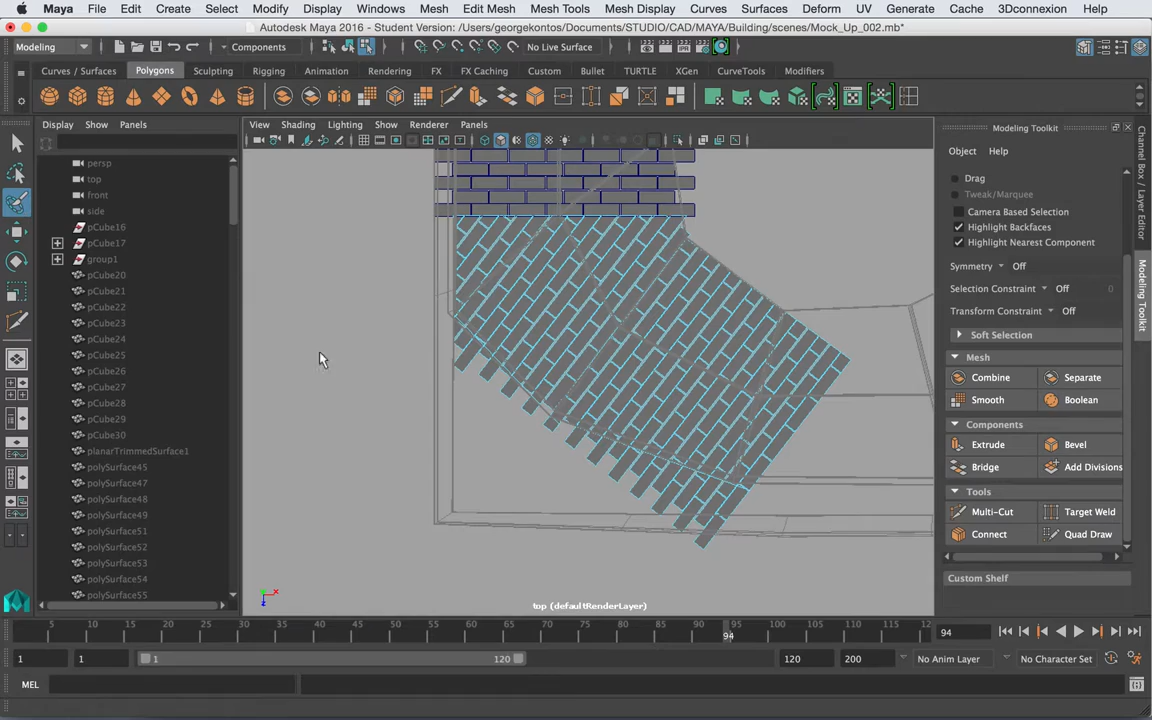 Maya File Edit Create Select Modify Display Windows Mesh Edit Mesh Mesh Tools Mesh Display Curves Surfaces Deform UV Generate Cache 3Dconnexion Help
Autodesk Maya 2016 - Student Version: /Users/georgekontos/Documents/STUDIO/CAD/MAYA/Building/scenes/Mock_Up_002.mb*
Modeling Components No Live Surface
Curves / Surfaces Polygons Sculpting Rigging Animation Rendering FX FX Caching Custom Bullet TURTLE XGen CurveTools Modifiers
Display Show Panels
View Shading Lighting Show Renderer Panels
persp
top
front
side
pCube16
pCube17
group1
pCube20
pCube21
pCube22
pCube23
pCube24
pCube25
pCube26
pCube27
pCube28
pCube29
pCube30
planarTrimmedSurface1
polySurface45
polySurface47
polySurface48
polySurface49
polySurface51
polySurface52
polySurface53
polySurface54
polySurface55
top (defaultRenderLayer)
Modeling Toolkit
Object Help
Drag
Tweak/Marquee
Camera Based Selection
Highlight Backfaces
Highlight Nearest Component
Symmetry Off
Selection Constraint Off 0
Transform Constraint Off
Soft Selection
Mesh
Combine Separate
Smooth Boolean
Components
Extrude Bevel
Bridge Add Divisions
Tools
Multi-Cut Target Weld
Connect Quad Draw
Custom Shelf
Channel Box / Layer Editor
Modeling Toolkit
5 10 15 20 25 30 35 40 45 50 55 60 65 70 75 80 85 90 94 95 100 105 110 115 12
94
1 1 1 120 120 200 No Anim Layer No Character Set
MEL